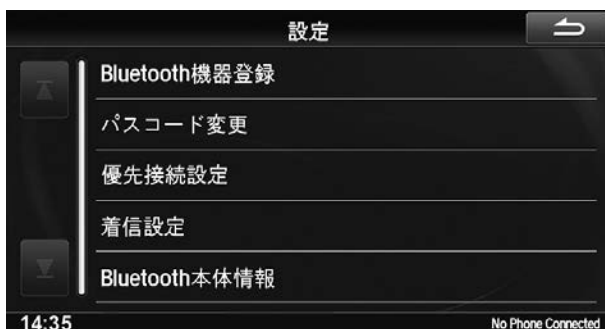 設定
Bluetooth機器登録
パスコード変更
優先接続設定
着信設定
Bluetooth本体情報
14:35
No Phone Connected